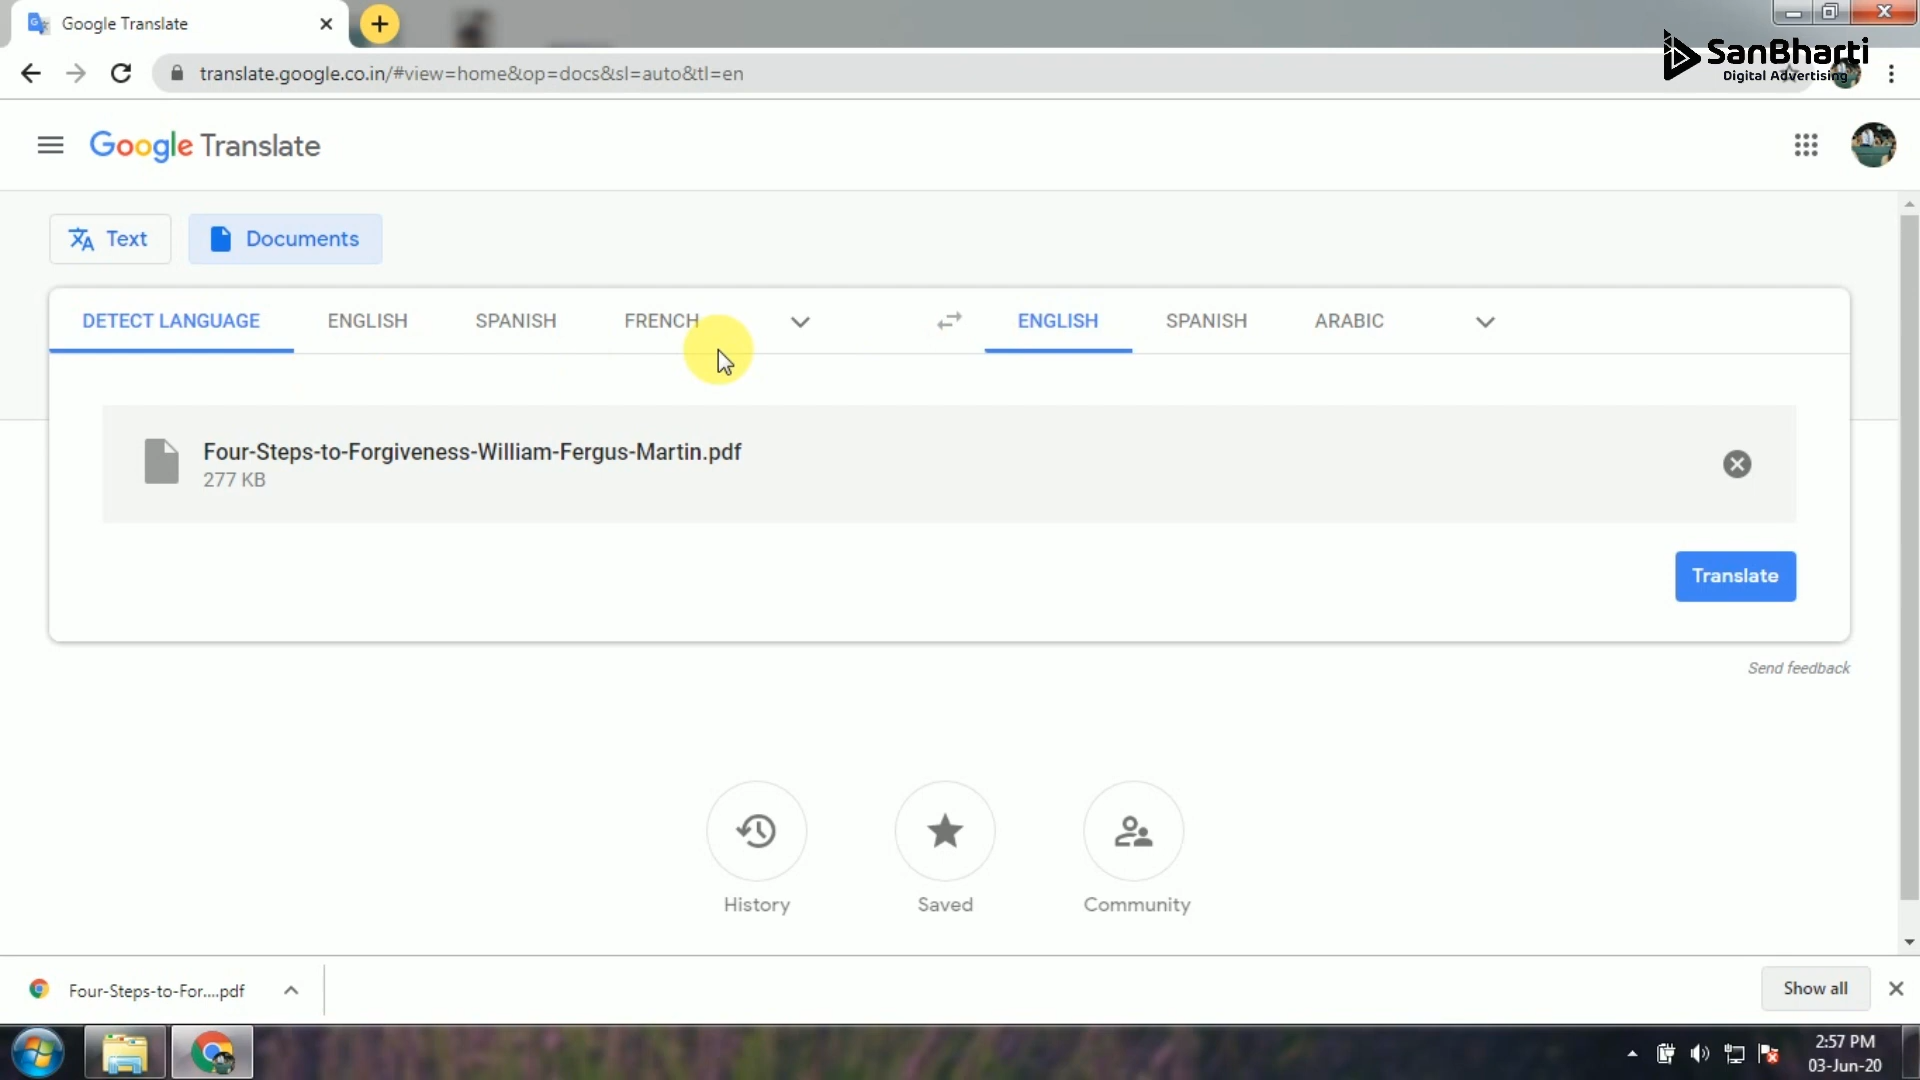 Google Translate
SanBharti
Digital Advertising
translate.google.co.in/#view=home&op=docs&sl=auto&tl=en
Google Translate
Text
Documents
DETECT LANGUAGE
ENGLISH
SPANISH
FRENCH
ENGLISH
SPANISH
ARABIC
Four-Steps-to-Forgiveness-William-Fergus-Martin.pdf
277 KB
Translate
Send feedback
History
Saved
Community
Four-Steps-to-For....pdf
Show all
2:57 PM
03-Jun-20